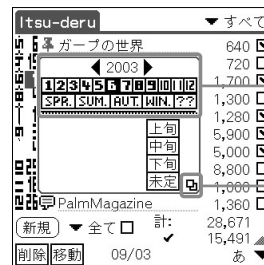 Itsu-deru ▼ すべて
ガープの世界 640
◀ 2003 ▶ 720
1 2 3 4 5 6 7 8 9 10 11 12 1,700
SPR. SUM. AUT. WIN. ?? 1,300
1,280
上旬 5,900
中旬 5,000
下旬 8,800
未定
PalmMagazine 1,360
新規 ▼ 全て 計: 28,671
✔ 15,491
削除 移動 09/03 あ